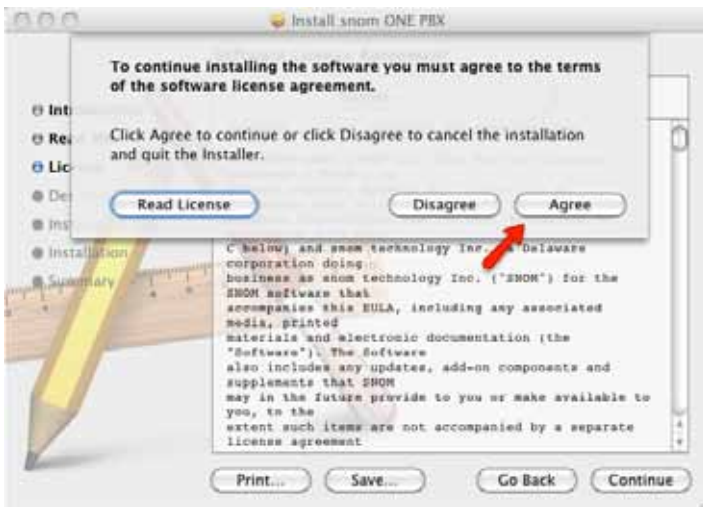 Install snom ONE PBX
To continue installing the software you must agree to the terms
of the software license agreement.
Click Agree to continue or click Disagree to cancel the installation
and quit the Installer.
Read License
Disagree
Agree
Int
Re
Lic
De
Ins
Installation
Summary
C below) and snom technology Inc. a Delaware
corporation doing
business as snom technology Inc. ("SNOM") for the
SNOM software that
accompanies this EULA, including any associated
media, printed
materials and electronic documentation (the
"Software"). The Software
also includes any updates, add-on components and
supplements that SNOM
may in the future provide to you or make available to
you, to the
extent such items are not accompanied by a separate
license agreement
Print...
Save...
Go Back
Continue